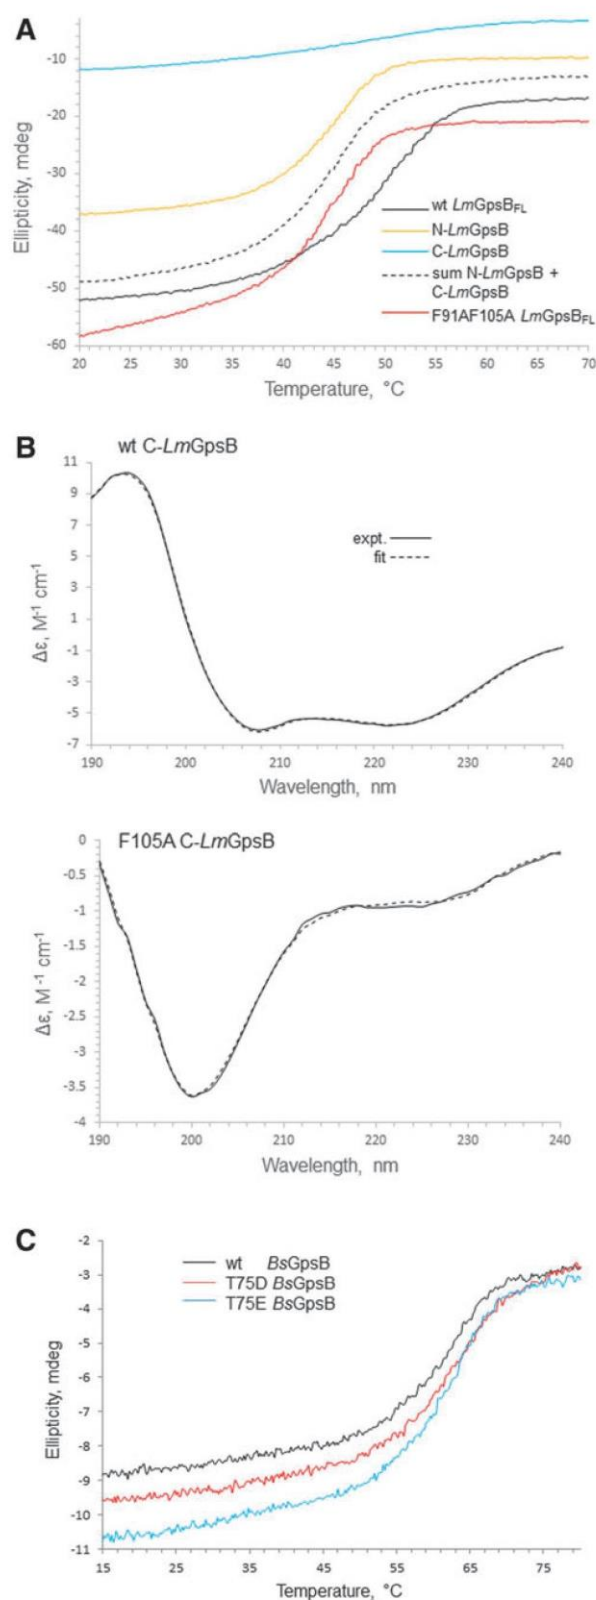 A
-10
-20
-30
-40
-50
-60
Ellipticity, mdeg
wt LmGpsBFL
N-LmGpsB
C-LmGpsB
sum N-LmGpsB +
C-LmGpsB
F91AF105A LmGpsBFL
20 30 40 50 60 70
Temperature, °C
B
wt C-LmGpsB
11
9
7
5
3
1
-1
-3
-5
-7
Δε, M-1 cm-1
expt.
fit
190 200 210 220 230 240
Wavelength, nm
F105A C-LmGpsB
0
-0.5
-1
-1.5
-2
-2.5
-3
-3.5
-4
Δε, M-1 cm-1
190 200 210 220 230 240
Wavelength, nm
C
-2
-3
-4
-5
-6
-7
-8
-9
-10
-11
Ellipticity, mdeg
wt BsGpsB
T75D BsGpsB
T75E BsGpsB
15 25 35 45 55 65 75
Temperature, °C